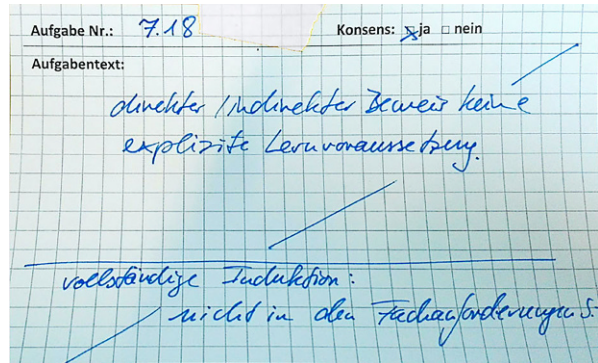 Aufgabe Nr.: 7.18 Konsens: ☒ ja □ nein
Aufgabentext:
direkter / indirekter Beweis keine
explizite Lernvoraussetzung.
vollständige Induktion:
nicht in den Fachanforderungen S.